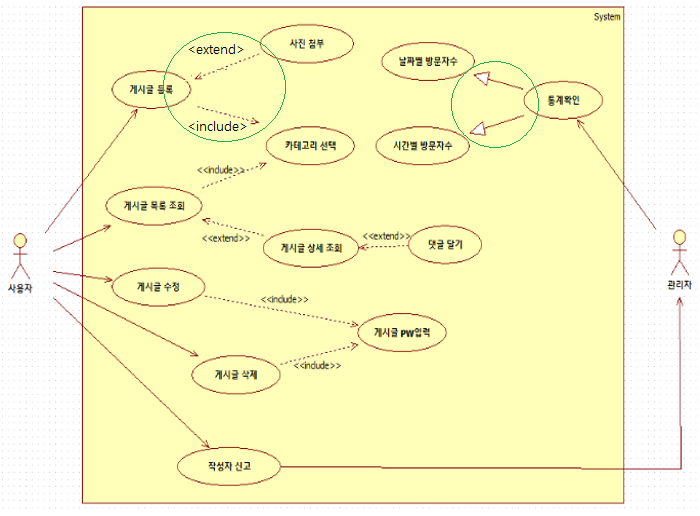 System
<extend>
사진 첨부
날짜별 방문자수
게시글 등록
통계확인
<include>
카테고리 선택
시간별 방문자수
<<include>>
게시글 목록 조회
<<extend>>
게시글 상세 조회
<<extend>>
댓글 달기
사용자
관리자
게시글 수정
<<include>>
게시글 PW입력
<<include>>
게시글 삭제
작성자 신고